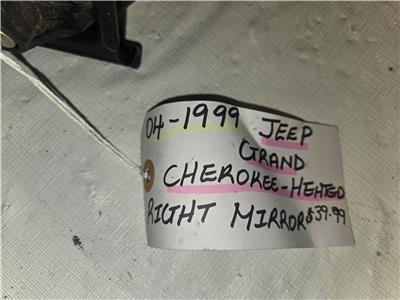 04-1999 JEEP
GRAND
CHEROKEE-HEATED
RIGHT MIRROR $39.99